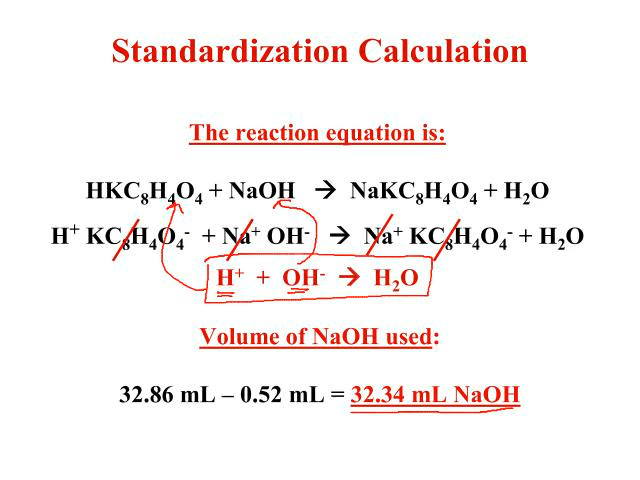 Standardization Calculation
The reaction equation is:
HKC₈H₄O₄ + NaOH → NaKC₈H₄O₄ + H₂O
H⁺ KC₈H₄O₄⁻ + Na⁺ OH⁻ → Na⁺ KC₈H₄O₄⁻ + H₂O
H⁺ + OH⁻ → H₂O
Volume of NaOH used:
32.86 mL – 0.52 mL = 32.34 mL NaOH